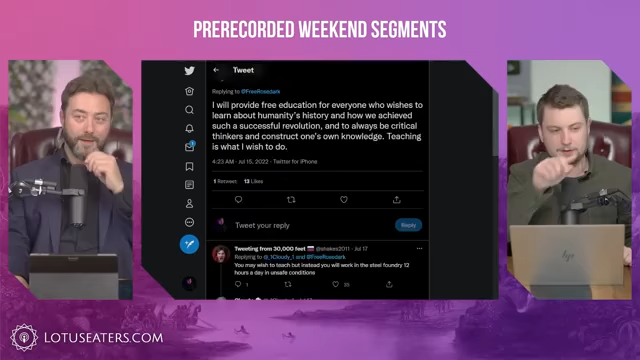 PRERECORDED WEEKEND SEGMENTS
Tweet
Replying to @FreeRossdark
I will provide free education for everyone who wishes to
learn about humanity's history and how we achieved
such a successful revolution, and to always be critical
thinkers and construct one's own knowledge. Teaching
is what I wish to do.
4:23 AM · Jul 15, 2022 · Twitter for iPhone
1 Retweet 13 Likes
Tweet your reply
Reply
Tweeting from 30,000 feet @shakes2011 · Jul 17
Replying to and @FreeRossdark
You may wish to teach but instead you will work in the steel foundry 12
hours a day in unsafe conditions
hp
LOTUSEATERS.COM